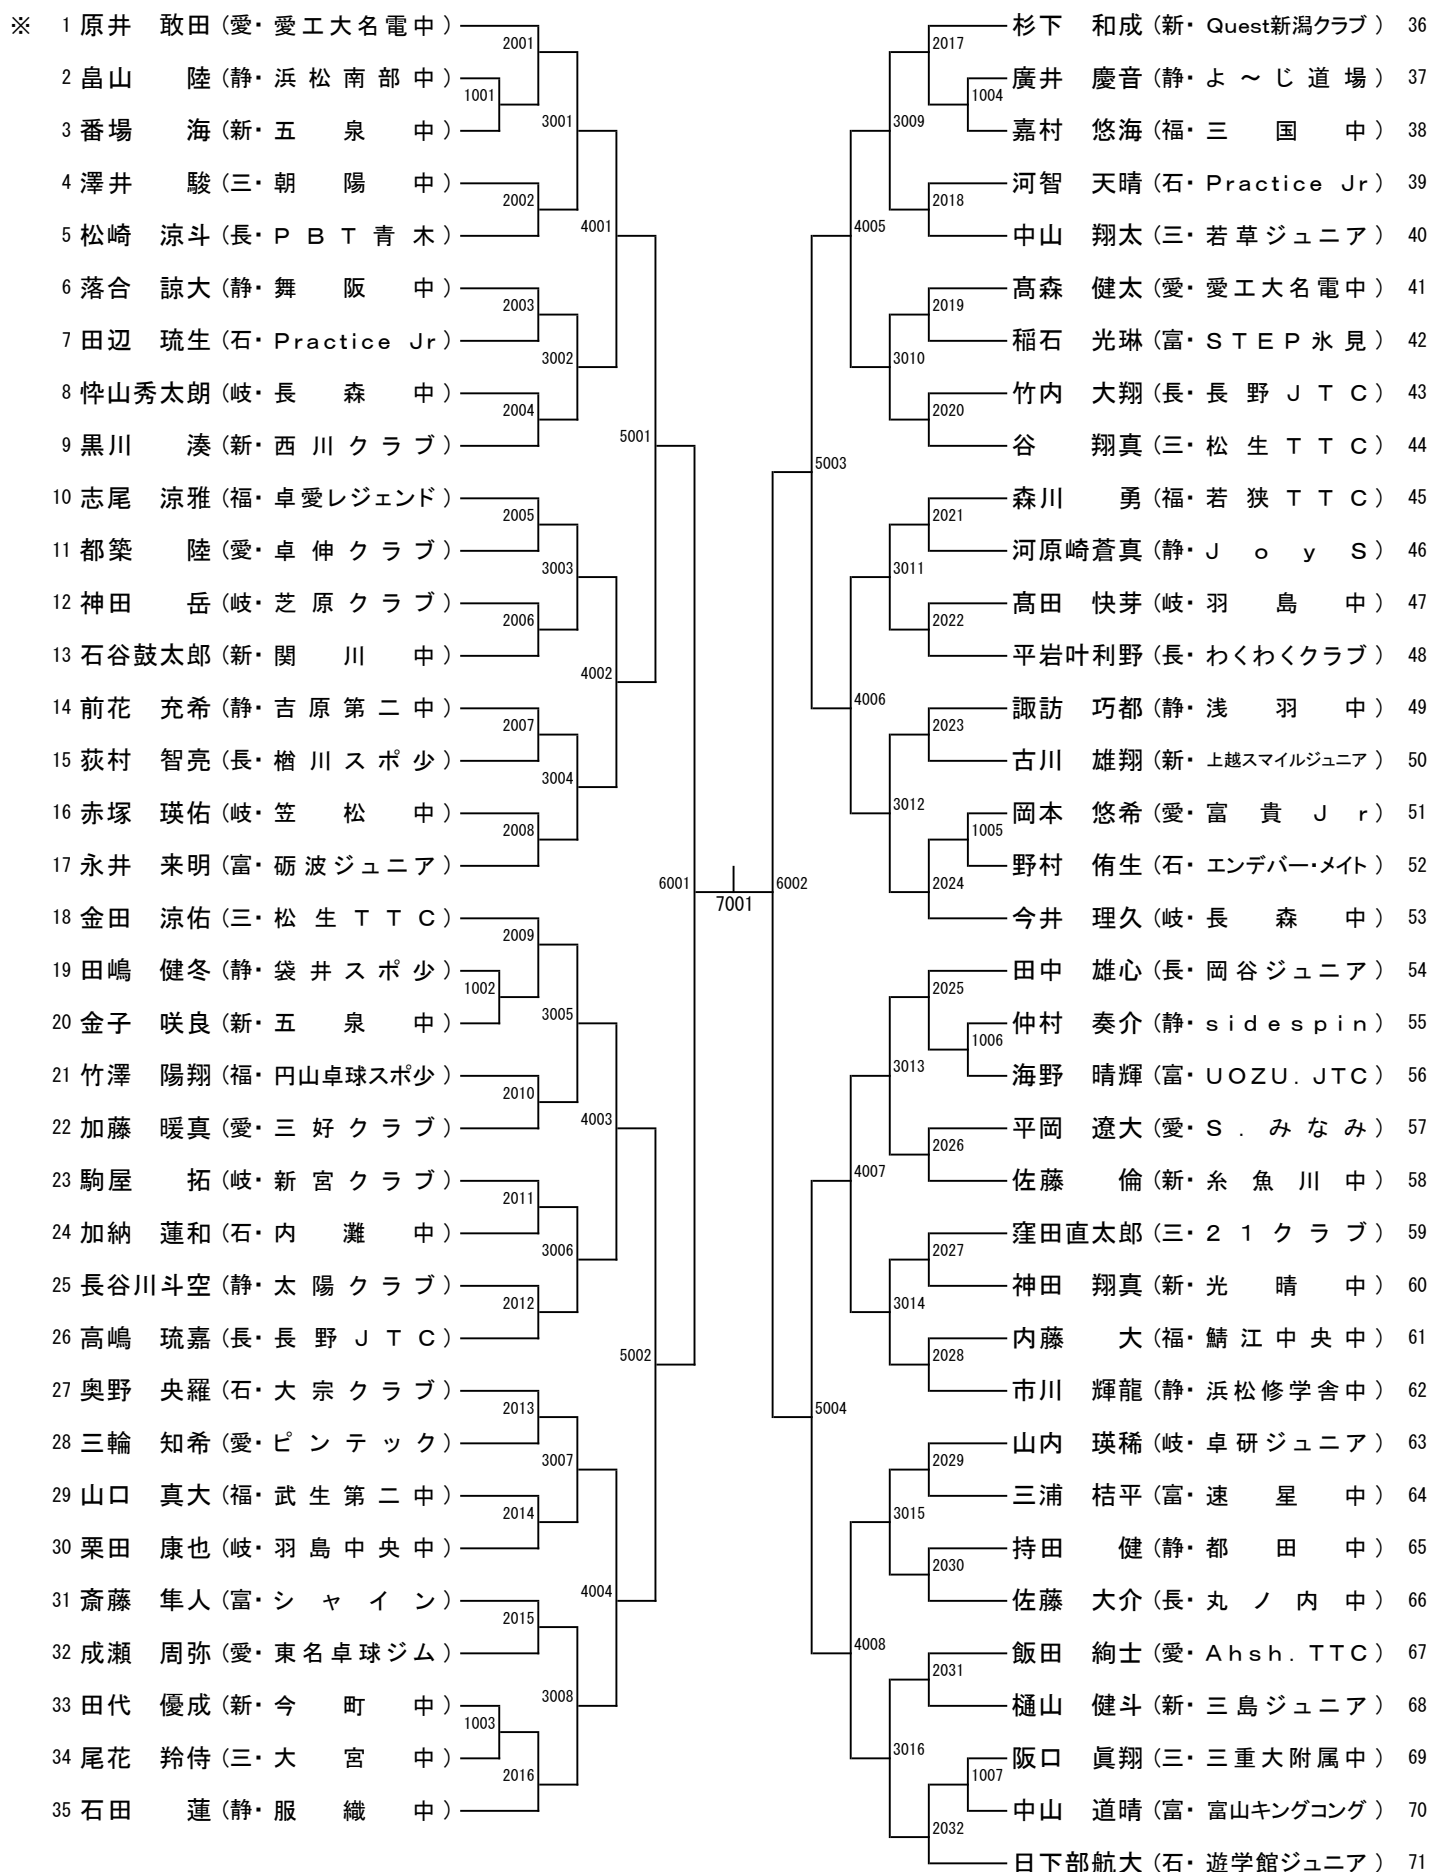 ※ 1 原井 敢田 (愛・愛工大名電中)
2 畠山 陸 (静・浜松南部中)
3 番場 海 (新・五泉中)
4 澤井 駿 (三・朝陽中)
5 松崎 涼斗 (長・PBT青木)
6 落合 諒大 (静・舞阪中)
7 田辺 琉生 (石・Practice Jr)
8 忰山秀太朗 (岐・長森中)
9 黒川 湊 (新・西川クラブ)
10 志尾 涼雅 (福・卓愛レジェンド)
11 都築 陸 (愛・卓伸クラブ)
12 神田 岳 (岐・芝原クラブ)
13 石谷鼓太郎 (新・関川中)
14 前花 充希 (静・吉原第二中)
15 荻村 智亮 (長・楢川スポ少)
16 赤塚 瑛佑 (岐・笠松中)
17 永井 来明 (富・砺波ジュニア)
18 金田 涼佑 (三・松生TTC)
19 田嶋 健冬 (静・袋井スポ少)
20 金子 咲良 (新・五泉中)
21 竹澤 陽翔 (福・円山卓球スポ少)
22 加藤 暖真 (愛・三好クラブ)
23 駒屋 拓 (岐・新宮クラブ)
24 加納 蓮和 (石・内灘中)
25 長谷川斗空 (静・太陽クラブ)
26 高嶋 琉嘉 (長・長野JTC)
27 奥野 央羅 (石・大宗クラブ)
28 三輪 知希 (愛・ピンテック)
29 山口 真大 (福・武生第二中)
30 栗田 康也 (岐・羽島中央中)
31 斎藤 隼人 (富・シャイン)
32 成瀬 周弥 (愛・東名卓球ジム)
33 田代 優成 (新・今町中)
34 尾花 羚侍 (三・大宮中)
35 石田 蓮 (静・服織中)
2001
1001
3001
2002
4001
2003
3002
2004
5001
2005
3003
2006
4002
2007
3004
2008
6001
2009
1002
3005
2010
4003
2011
3006
2012
5002
2013
3007
2014
4004
2015
3008
1003
2016
7001
6002
2017
1004
3009
2018
4005
2019
3010
2020
5003
2021
3011
2022
4006
2023
3012
1005
2024
2025
1006
3013
2026
4007
2027
3014
2028
5004
2029
3015
2030
4008
2031
3016
1007
2032
杉下 和成 (新・Quest新潟クラブ) 36
廣井 慶音 (静・よ～じ道場) 37
嘉村 悠海 (福・三国中) 38
河智 天晴 (石・Practice Jr) 39
中山 翔太 (三・若草ジュニア) 40
髙森 健太 (愛・愛工大名電中) 41
稲石 光琳 (富・STEP氷見) 42
竹内 大翔 (長・長野JTC) 43
谷 翔真 (三・松生TTC) 44
森川 勇 (福・若狭TTC) 45
河原崎蒼真 (静・JoyS) 46
髙田 快芽 (岐・羽島中) 47
平岩叶利野 (長・わくわくクラブ) 48
諏訪 巧都 (静・浅羽中) 49
古川 雄翔 (新・上越スマイルジュニア) 50
岡本 悠希 (愛・富貴Jr) 51
野村 侑生 (石・エンデバー・メイト) 52
今井 理久 (岐・長森中) 53
田中 雄心 (長・岡谷ジュニア) 54
仲村 奏介 (静・sidespin) 55
海野 晴輝 (富・UOZU.JTC) 56
平岡 遼大 (愛・S.みなみ) 57
佐藤 倫 (新・糸魚川中) 58
窪田直太郎 (三・21クラブ) 59
神田 翔真 (新・光晴中) 60
内藤 大 (福・鯖江中央中) 61
市川 輝龍 (静・浜松修学舎中) 62
山内 瑛稀 (岐・卓研ジュニア) 63
三浦 桔平 (富・速星中) 64
持田 健 (静・都田中) 65
佐藤 大介 (長・丸ノ内中) 66
飯田 絢士 (愛・Ahsh.TTC) 67
樋山 健斗 (新・三島ジュニア) 68
阪口 眞翔 (三・三重大附属中) 69
中山 道晴 (富・富山キングコング) 70
日下部航大 (石・遊学館ジュニア) 71